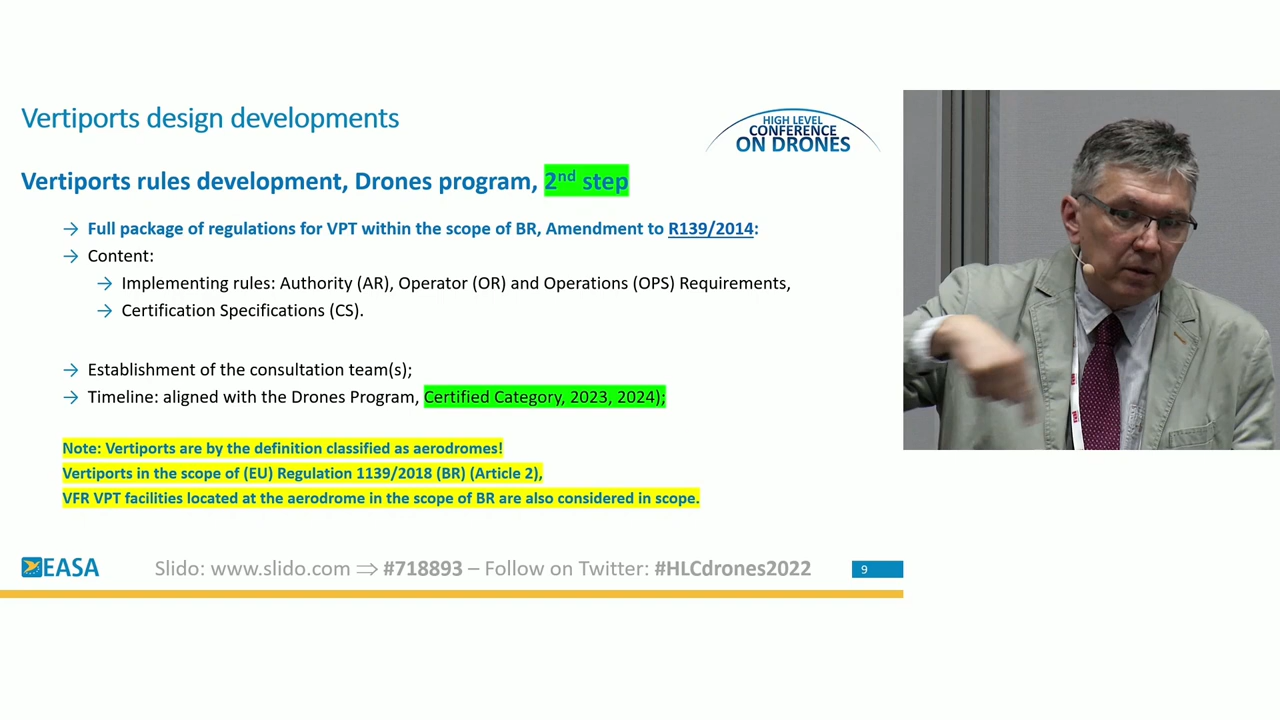 Vertiports design developments
HIGH LEVEL
CONFERENCE
ON DRONES
Vertiports rules development, Drones program, 2nd step
→ Full package of regulations for VPT within the scope of BR, Amendment to R139/2014:
→ Content:
→ Implementing rules: Authority (AR), Operator (OR) and Operations (OPS) Requirements,
→ Certification Specifications (CS).
→ Establishment of the consultation team(s);
→ Timeline: aligned with the Drones Program, Certified Category, 2023, 2024);
Note: Vertiports are by the definition classified as aerodromes!
Vertiports in the scope of (EU) Regulation 1139/2018 (BR) (Article 2),
VFR VPT facilities located at the aerodrome in the scope of BR are also considered in scope.
EASA
Slido: www.slido.com ⇒ #718893 – Follow on Twitter: #HLCdrones2022
9